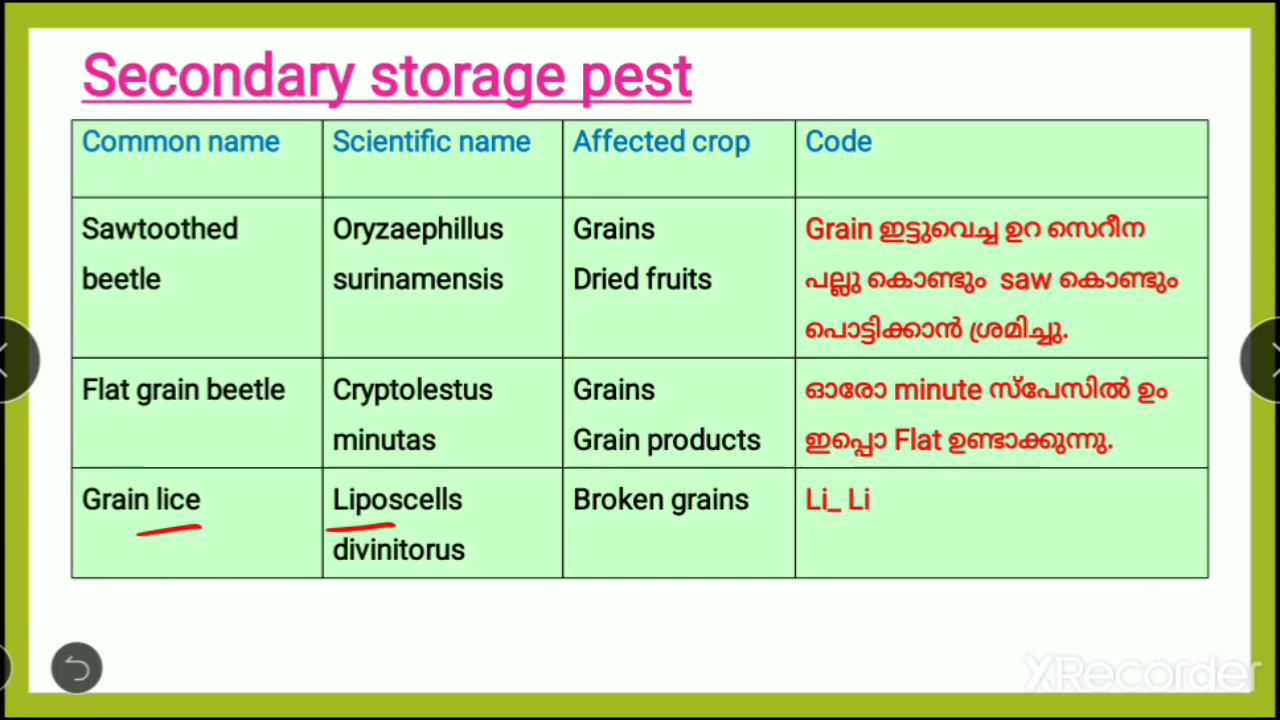 Secondary storage pest
Common name
Scientific name
Affected crop
Code
Sawtoothed
beetle
Oryzaephillus
surinamensis
Grains
Dried fruits
Grain ഇട്ടുവെച്ച ഉറ സെറീന
പല്ലു കൊണ്ടും saw കൊണ്ടും
പൊട്ടിക്കാൻ ശ്രമിച്ചു.
Flat grain beetle
Cryptolestus
minutas
Grains
Grain products
ഓരോ minute സ്പേസിൽ ഉം
ഇപ്പൊ Flat ഉണ്ടാക്കുന്നു.
Grain lice
Liposcells
divinitorus
Broken grains
Li_ Li
XRecorder